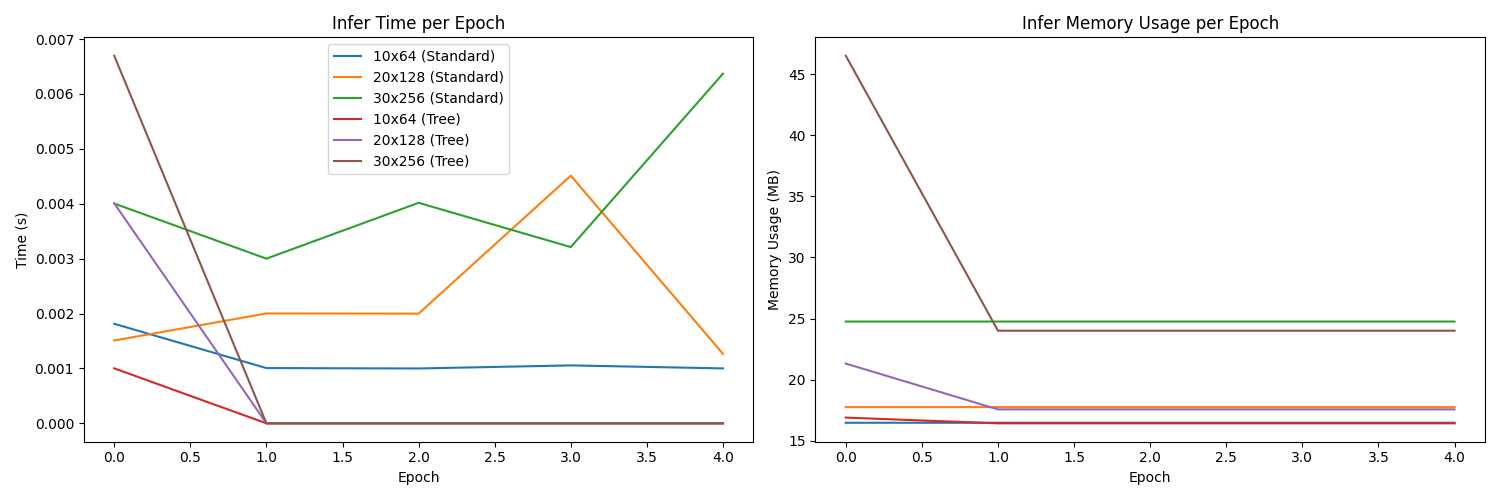 Infer Time per Epoch
0.007
0.006
0.005
0.004
0.003
0.002
0.001
0.000
Time (s)
10x64 (Standard)
20x128 (Standard)
30x256 (Standard)
10x64 (Tree)
20x128 (Tree)
30x256 (Tree)
0.0 0.5 1.0 1.5 2.0 2.5 3.0 3.5 4.0
Epoch
Infer Memory Usage per Epoch
45
40
35
30
25
20
15
Memory Usage (MB)
0.0 0.5 1.0 1.5 2.0 2.5 3.0 3.5 4.0
Epoch